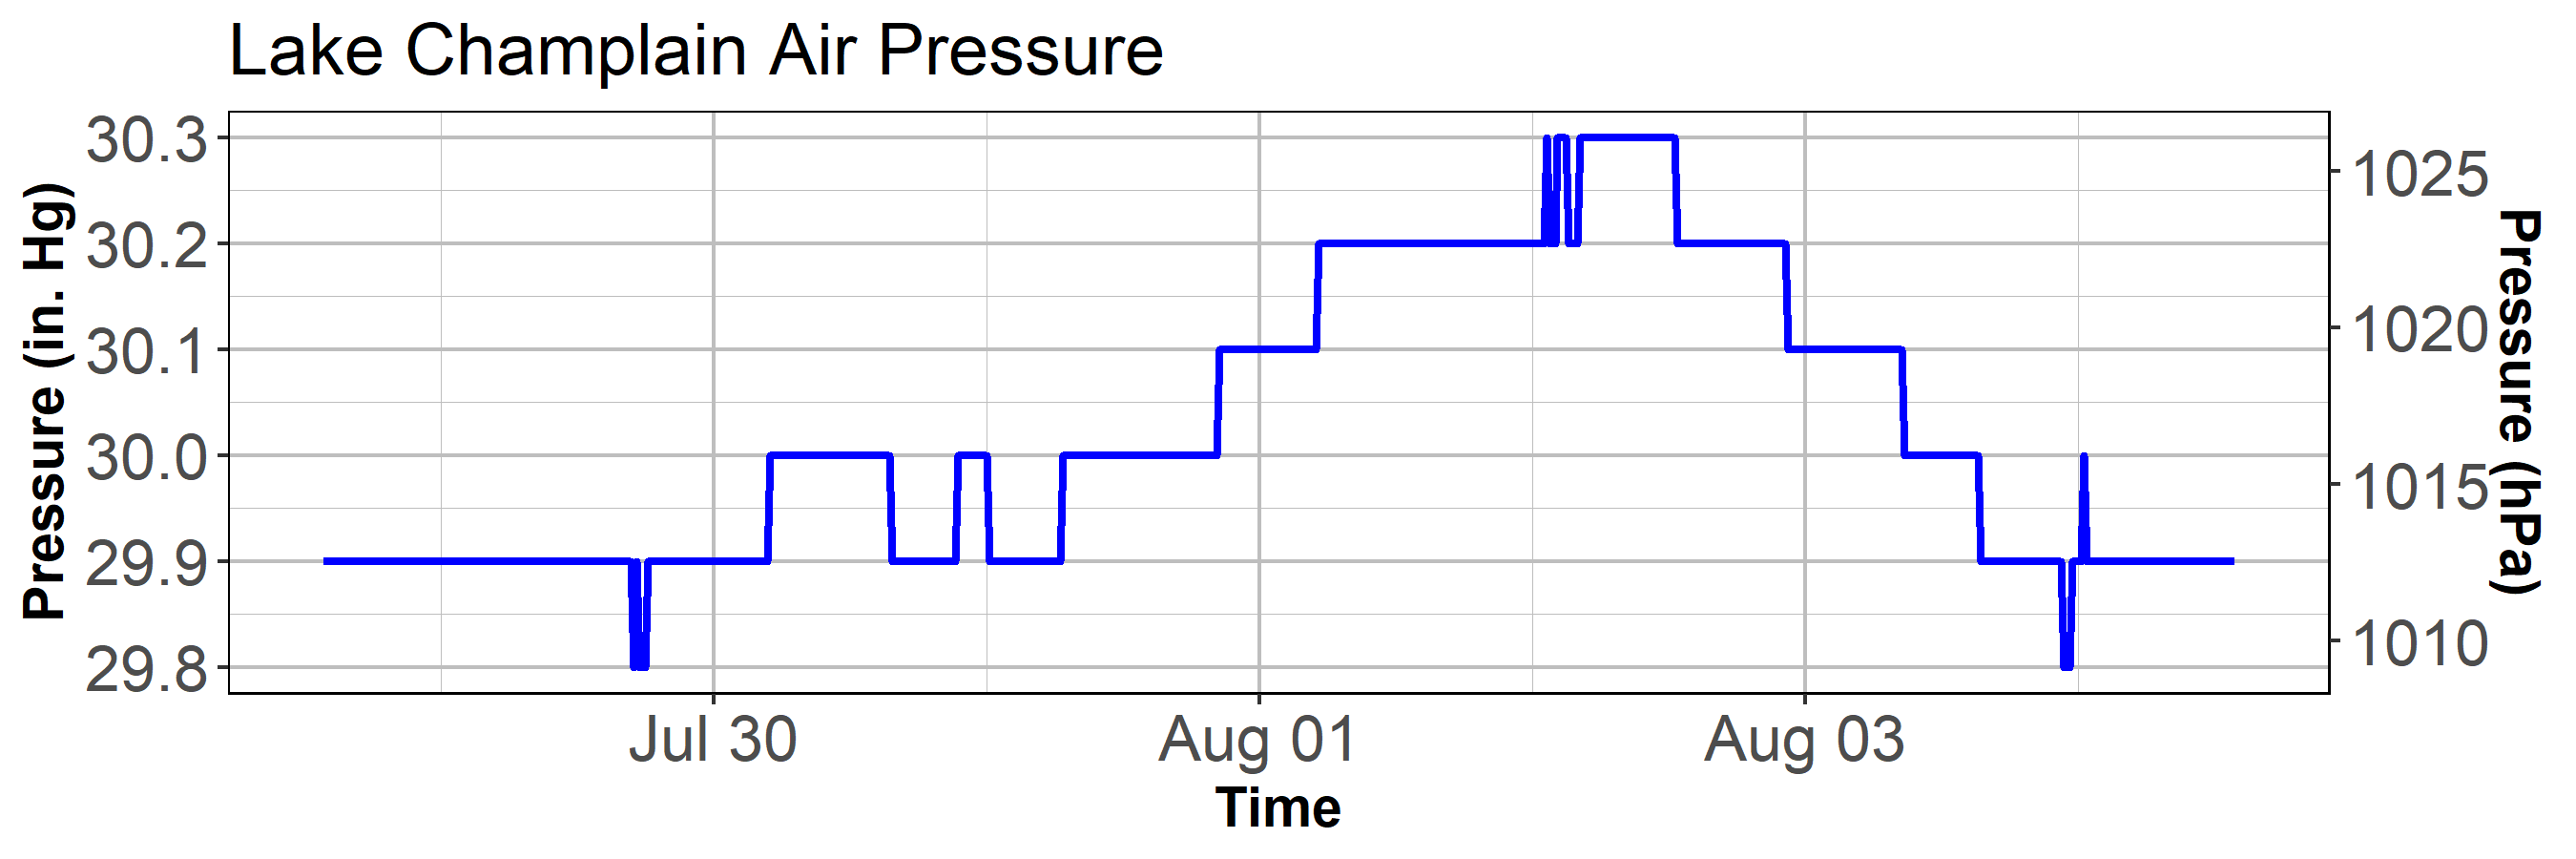 Lake Champlain Air Pressure
Pressure (in. Hg)
30.3
30.2
30.1
30.0
29.9
29.8
1025
1020
1015
1010
Pressure (hPa)
Jul 30
Aug 01
Aug 03
Time